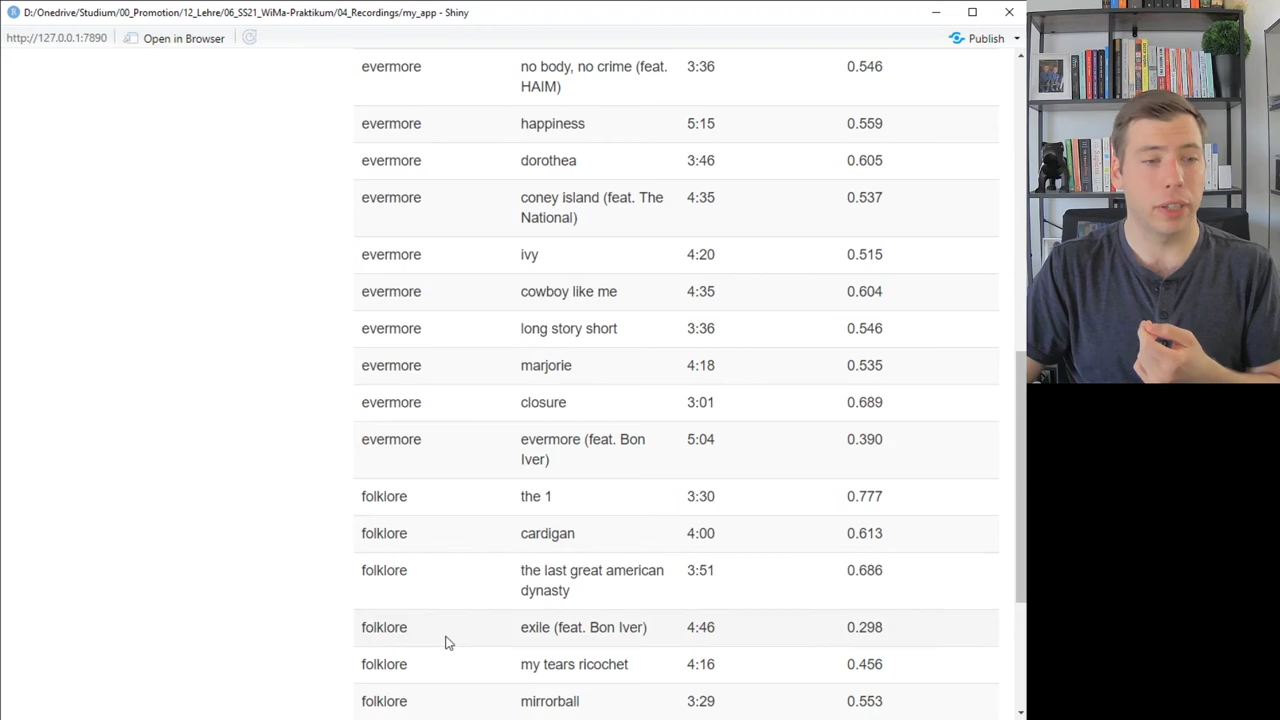 D:/Onedrive/Studium/00_Promotion/12_Lehre/06_SS21_WiMa-Praktikum/04_Recordings/my_app - Shiny
http://127.0.0.1:7890 Open in Browser Publish
evermore no body, no crime (feat. HAIM) 3:36 0.546
evermore happiness 5:15 0.559
evermore dorothea 3:46 0.605
evermore coney island (feat. The National) 4:35 0.537
evermore ivy 4:20 0.515
evermore cowboy like me 4:35 0.604
evermore long story short 3:36 0.546
evermore marjorie 4:18 0.535
evermore closure 3:01 0.689
evermore evermore (feat. Bon Iver) 5:04 0.390
folklore the 1 3:30 0.777
folklore cardigan 4:00 0.613
folklore the last great american dynasty 3:51 0.686
folklore exile (feat. Bon Iver) 4:46 0.298
folklore my tears ricochet 4:16 0.456
folklore mirrorball 3:29 0.553